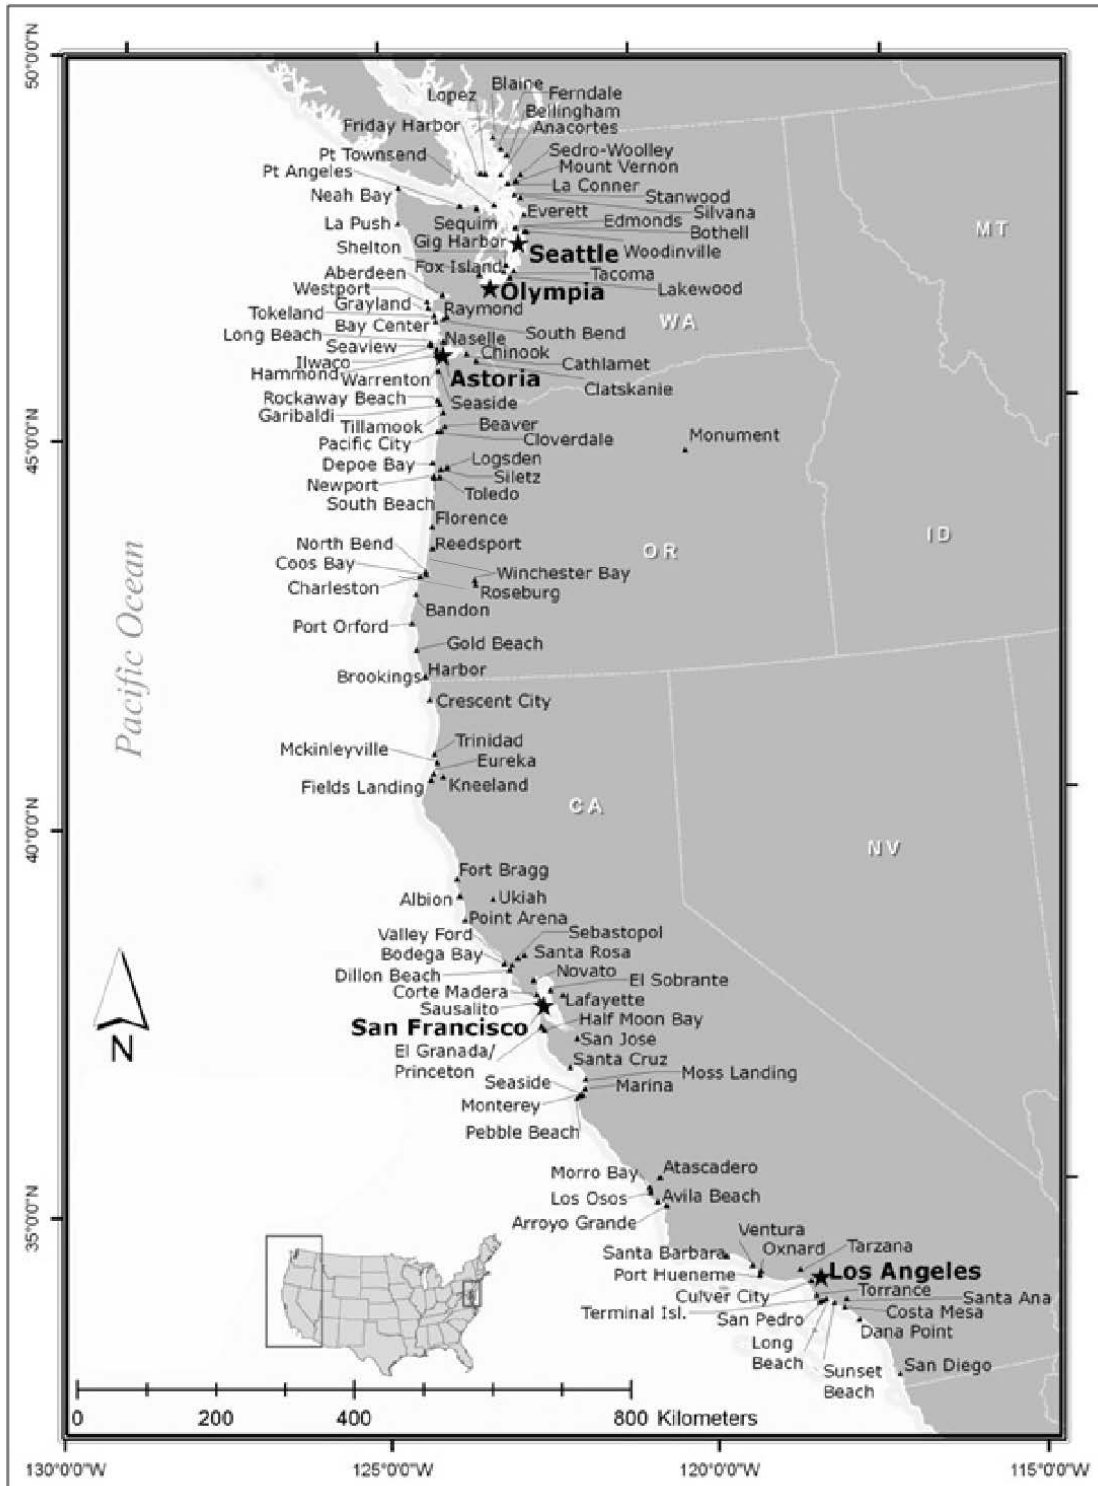 50°0'0"N
Blaine
Lopez
Ferndale
Bellingham
Friday Harbor
Anacortes
Pt Townsend
Sedro-Woolley
Pt Angeles
Mount Vernon
La Conner
Neah Bay
Stanwood
Everett
Silvana
La Push
Sequim
Edmonds
Bothell
MT
Shelton
Gig Harbor
Seattle
Woodinville
Aberdeen
Fox Island
Tacoma
Westport
Olympia
Lakewood
Grayland
Tokeland
Raymond
Bay Center
WA
Long Beach
South Bend
Seaview
Naselle
Chinook
Ilwaco
Cathlamet
Hammond
Warrenton
Astoria
Clatskanie
Rockaway Beach
Seaside
Garibaldi
Tillamook
Beaver
45°0'0"N
Pacific City
Cloverdale
Monument
Depoe Bay
Logsden
Siletz
Newport
Toledo
South Beach
Florence
ID
North Bend
Reedsport
OR
Coos Bay
Winchester Bay
Charleston
Roseburg
Bandon
Port Orford
Pacific Ocean
Gold Beach
Brookings
Harbor
Crescent City
Trinidad
Mckinleyville
Eureka
Fields Landing
Kneeland
CA
40°0'0"N
NV
Fort Bragg
Albion
Ukiah
Point Arena
Valley Ford
Sebastopol
Bodega Bay
Santa Rosa
Dillon Beach
Novato
El Sobrante
Corte Madera
Lafayette
Sausalito
San Francisco
Half Moon Bay
N
El Granada/
Princeton
San Jose
Santa Cruz
Moss Landing
Seaside
Marina
Monterey
Pebble Beach
Morro Bay
Atascadero
Los Osos
Avila Beach
Arroyo Grande
35°0'0"N
Ventura
Santa Barbara
Oxnard
Tarzana
Port Hueneme
Los Angeles
Culver City
Torrance
Santa Ana
Terminal Isl.
San Pedro
Costa Mesa
Dana Point
Long
Beach
San Diego
Sunset
Beach
0 200 400 800 Kilometers
130°0'0"W 125°0'0"W 120°0'0"W 115°0'0"W